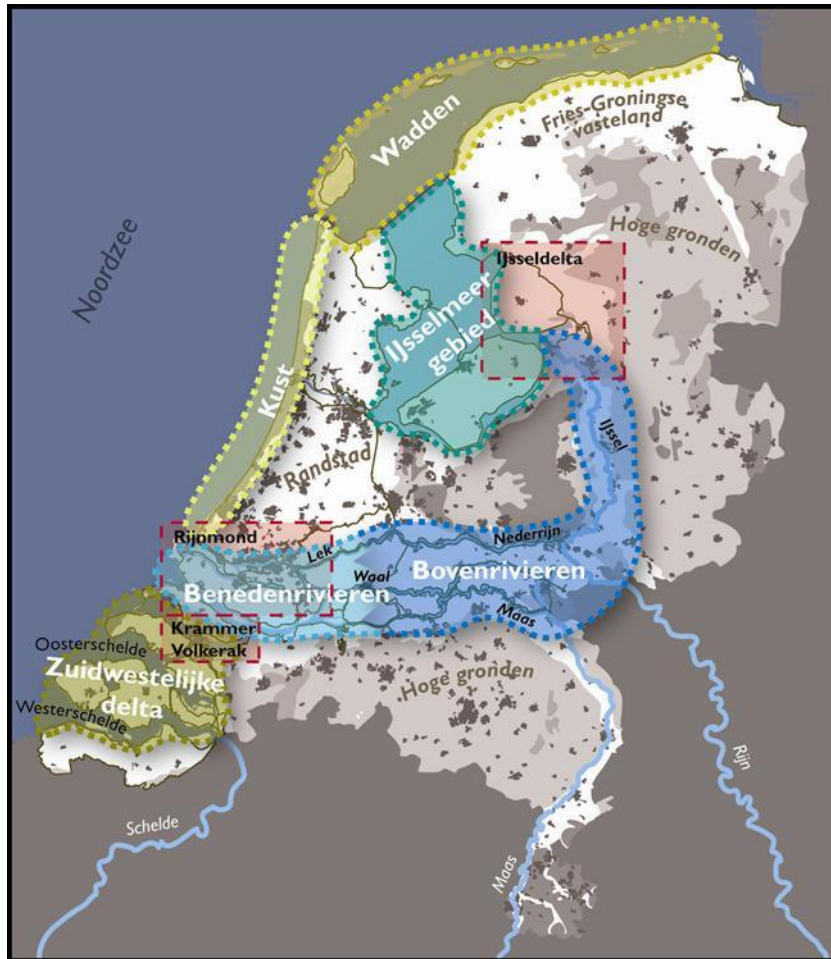 Wadden
Fries-Groningse
vasteland
Hoge gronden
Noordzee
IJsseldelta
IJsselmeer
gebied
Kust
IJssel
Randstad
Rijnmond
Lek
Nederrijn
Waal
Bovenrivieren
Benedenrivieren
Maas
Krammer
Volkerak
Oosterschelde
Zuidwestelijke
delta
Westerschelde
Hoge gronden
Schelde
Maas
Rijn